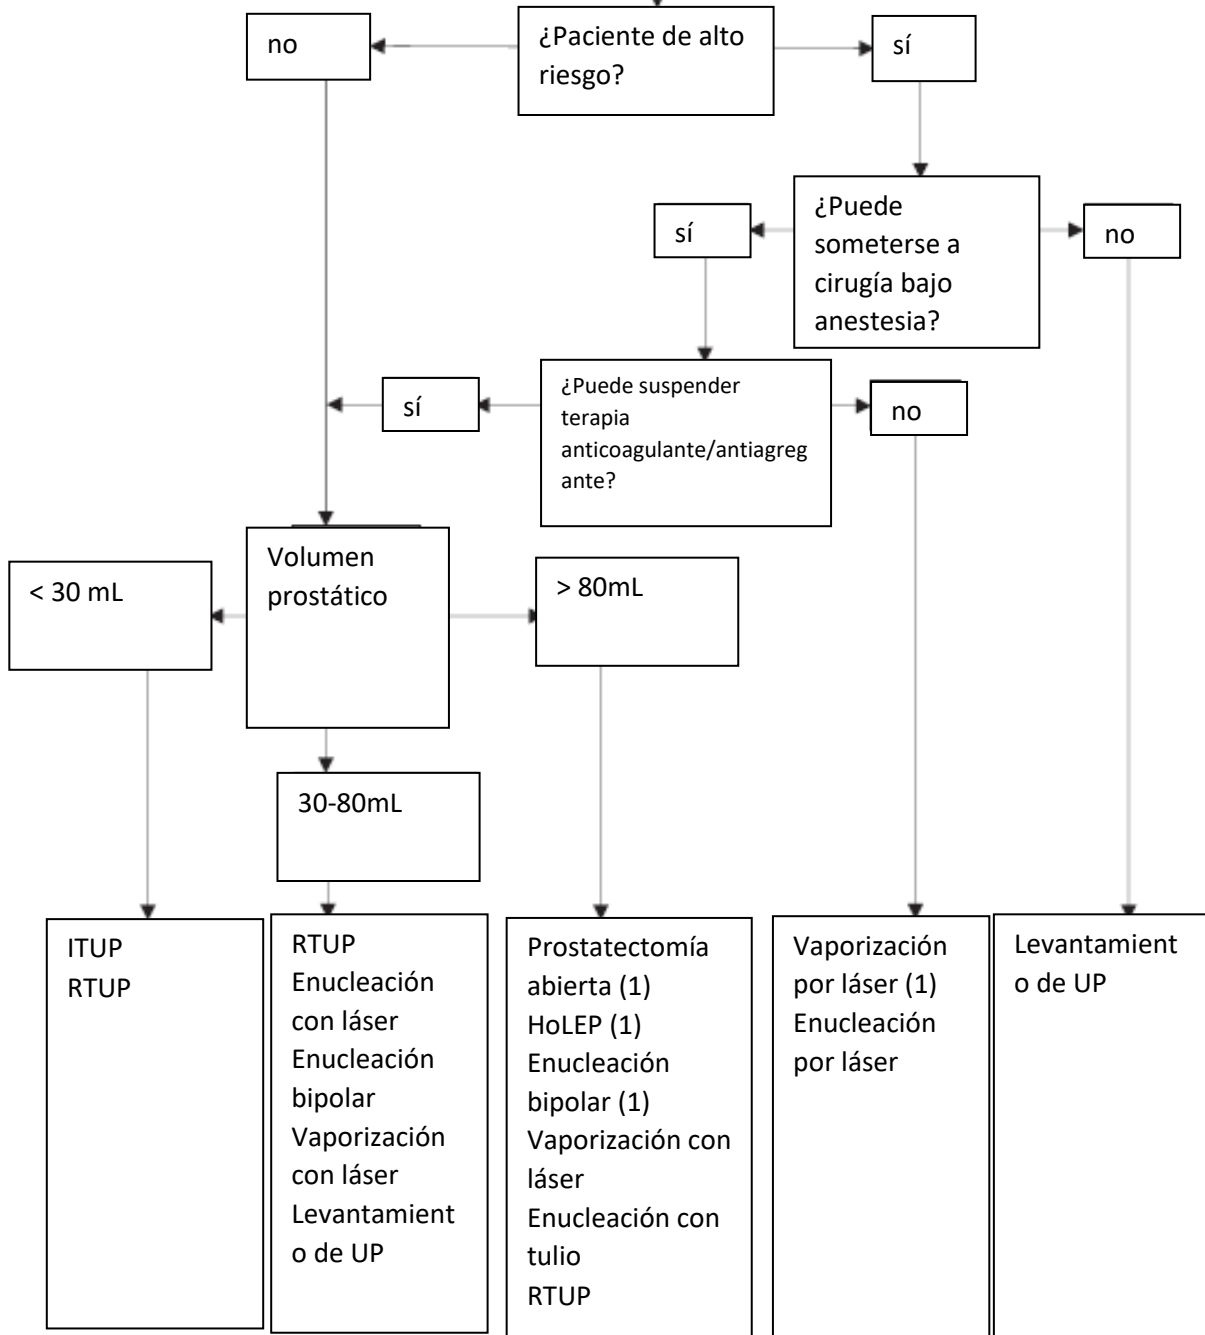 no
¿Paciente de alto
riesgo?
sí
sí
¿Puede
someterse a
cirugía bajo
anestesia?
no
sí
¿Puede suspender
terapia
anticoagulante/antiagreg
ante?
no
< 30 mL
Volumen
prostático
> 80mL
30-80mL
ITUP
RTUP
RTUP
Enucleación
con láser
Enucleación
bipolar
Vaporización
con láser
Levantamient
o de UP
Prostatectomía
abierta (1)
HoLEP (1)
Enucleación
bipolar (1)
Vaporización con
láser
Enucleación con
tulio
RTUP
Vaporización
por láser (1)
Enucleación
por láser
Levantamient
o de UP